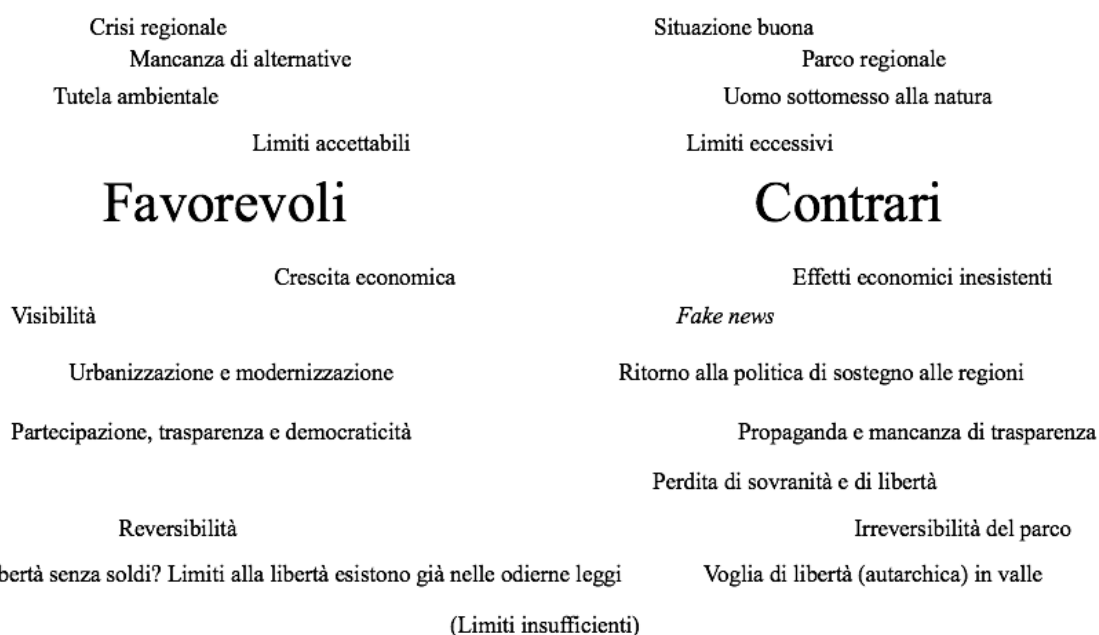 Crisi regionale
Situazione buona
Mancanza di alternative
Parco regionale
Tutela ambientale
Uomo sottomesso alla natura
Limiti accettabili
Limiti eccessivi
Favorevoli
Contrari
Crescita economica
Effetti economici inesistenti
Visibilità
Fake news
Urbanizzazione e modernizzazione
Ritorno alla politica di sostegno alle regioni
Partecipazione, trasparenza e democraticità
Propaganda e mancanza di trasparenza
Perdita di sovranità e di libertà
Reversibilità
Irreversibilità del parco
senza soldi? Limiti alla libertà esistono già nelle odierne leggi
Voglia di libertà (autarchica) in valle
(Limiti insufficienti)